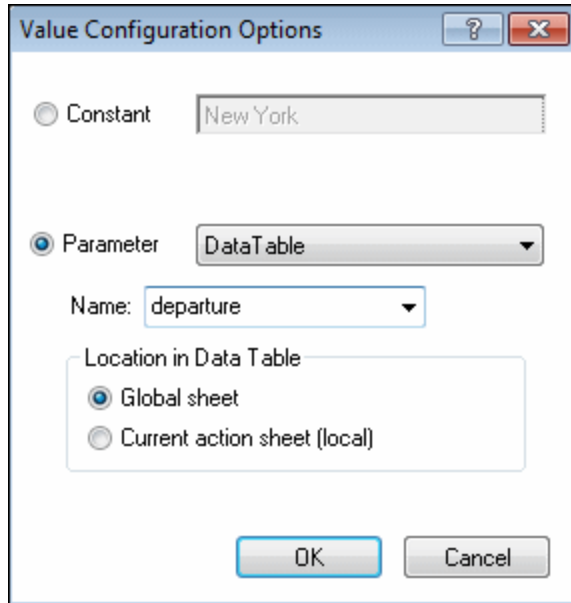 Value Configuration Options
?
Constant
New York
Parameter
DataTable
Name:
departure
Location in Data Table
Global sheet
Current action sheet (local)
OK
Cancel